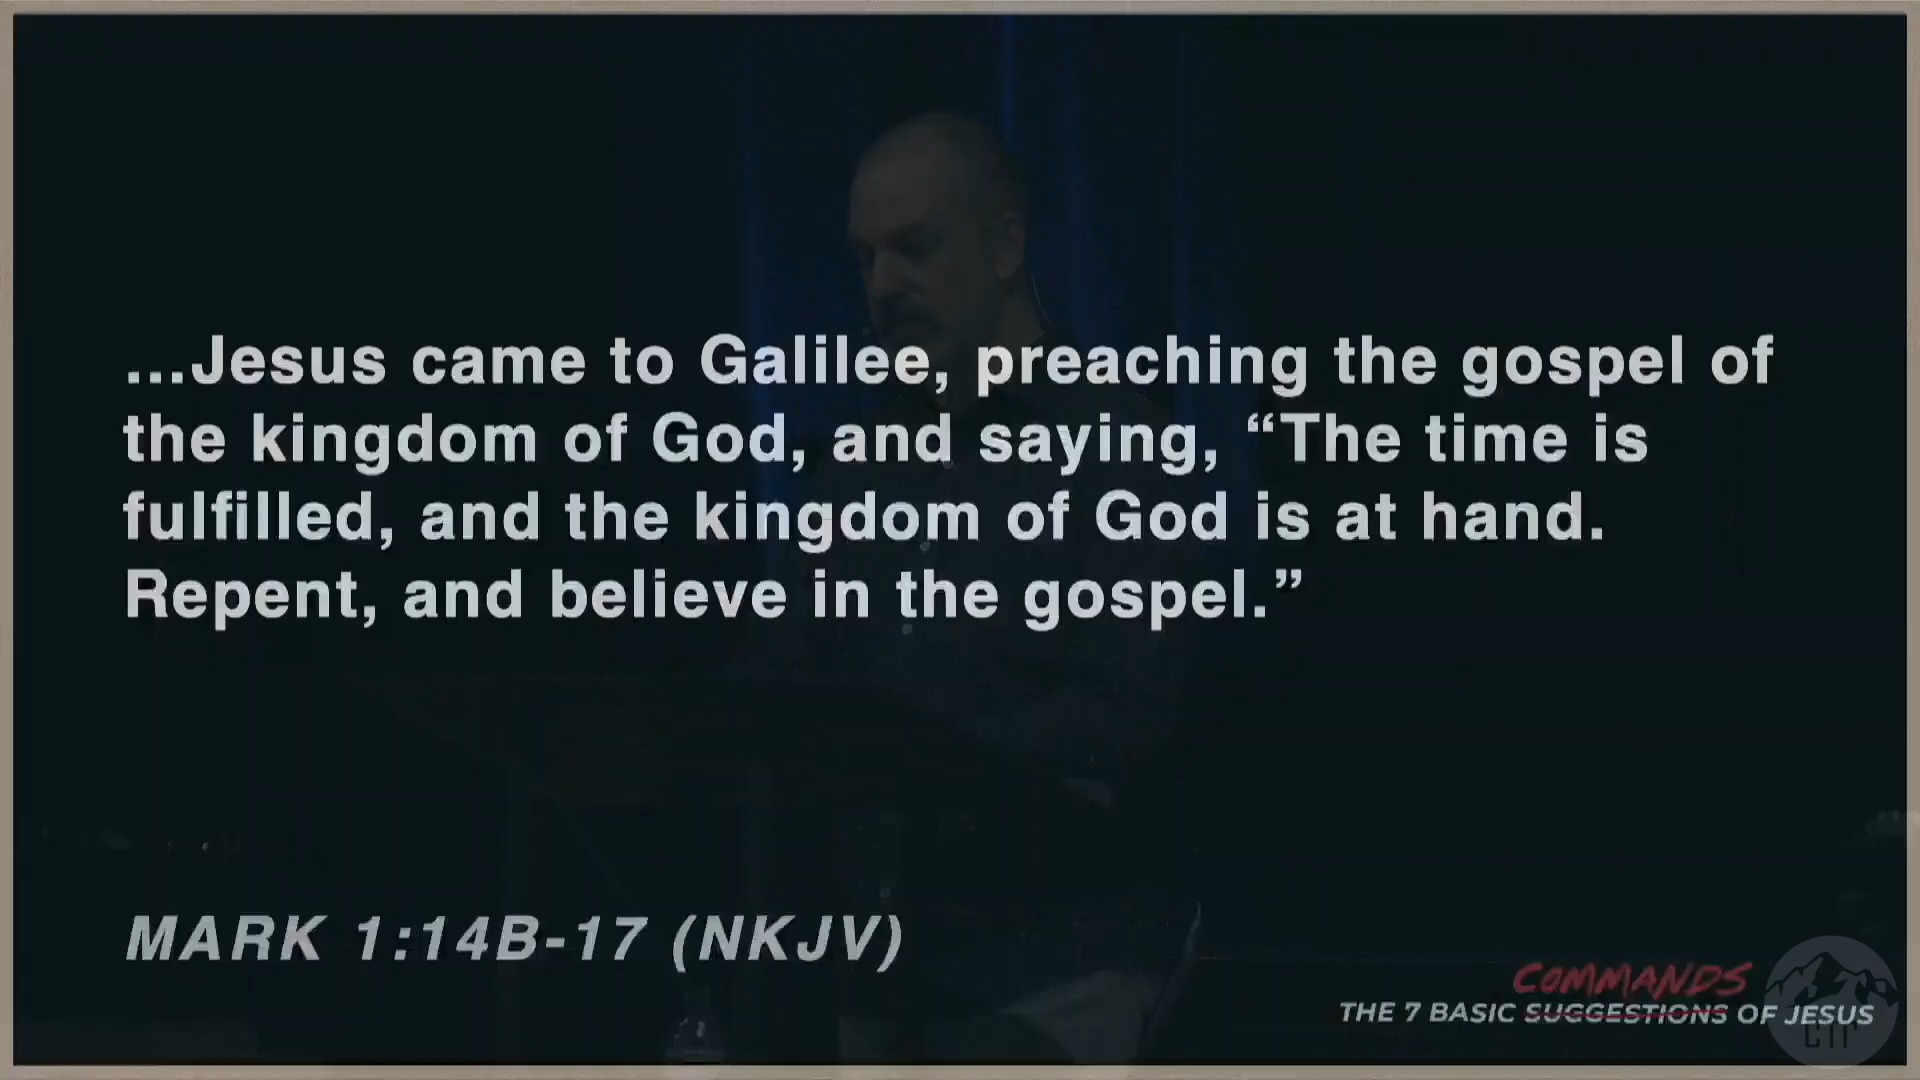 ...Jesus came to Galilee, preaching the gospel of
the kingdom of God, and saying, “The time is
fulfilled, and the kingdom of God is at hand.
Repent, and believe in the gospel.”
MARK 1:14B-17 (NKJV)
COMMANDS
THE 7 BASIC SUGGESTIONS OF JESUS